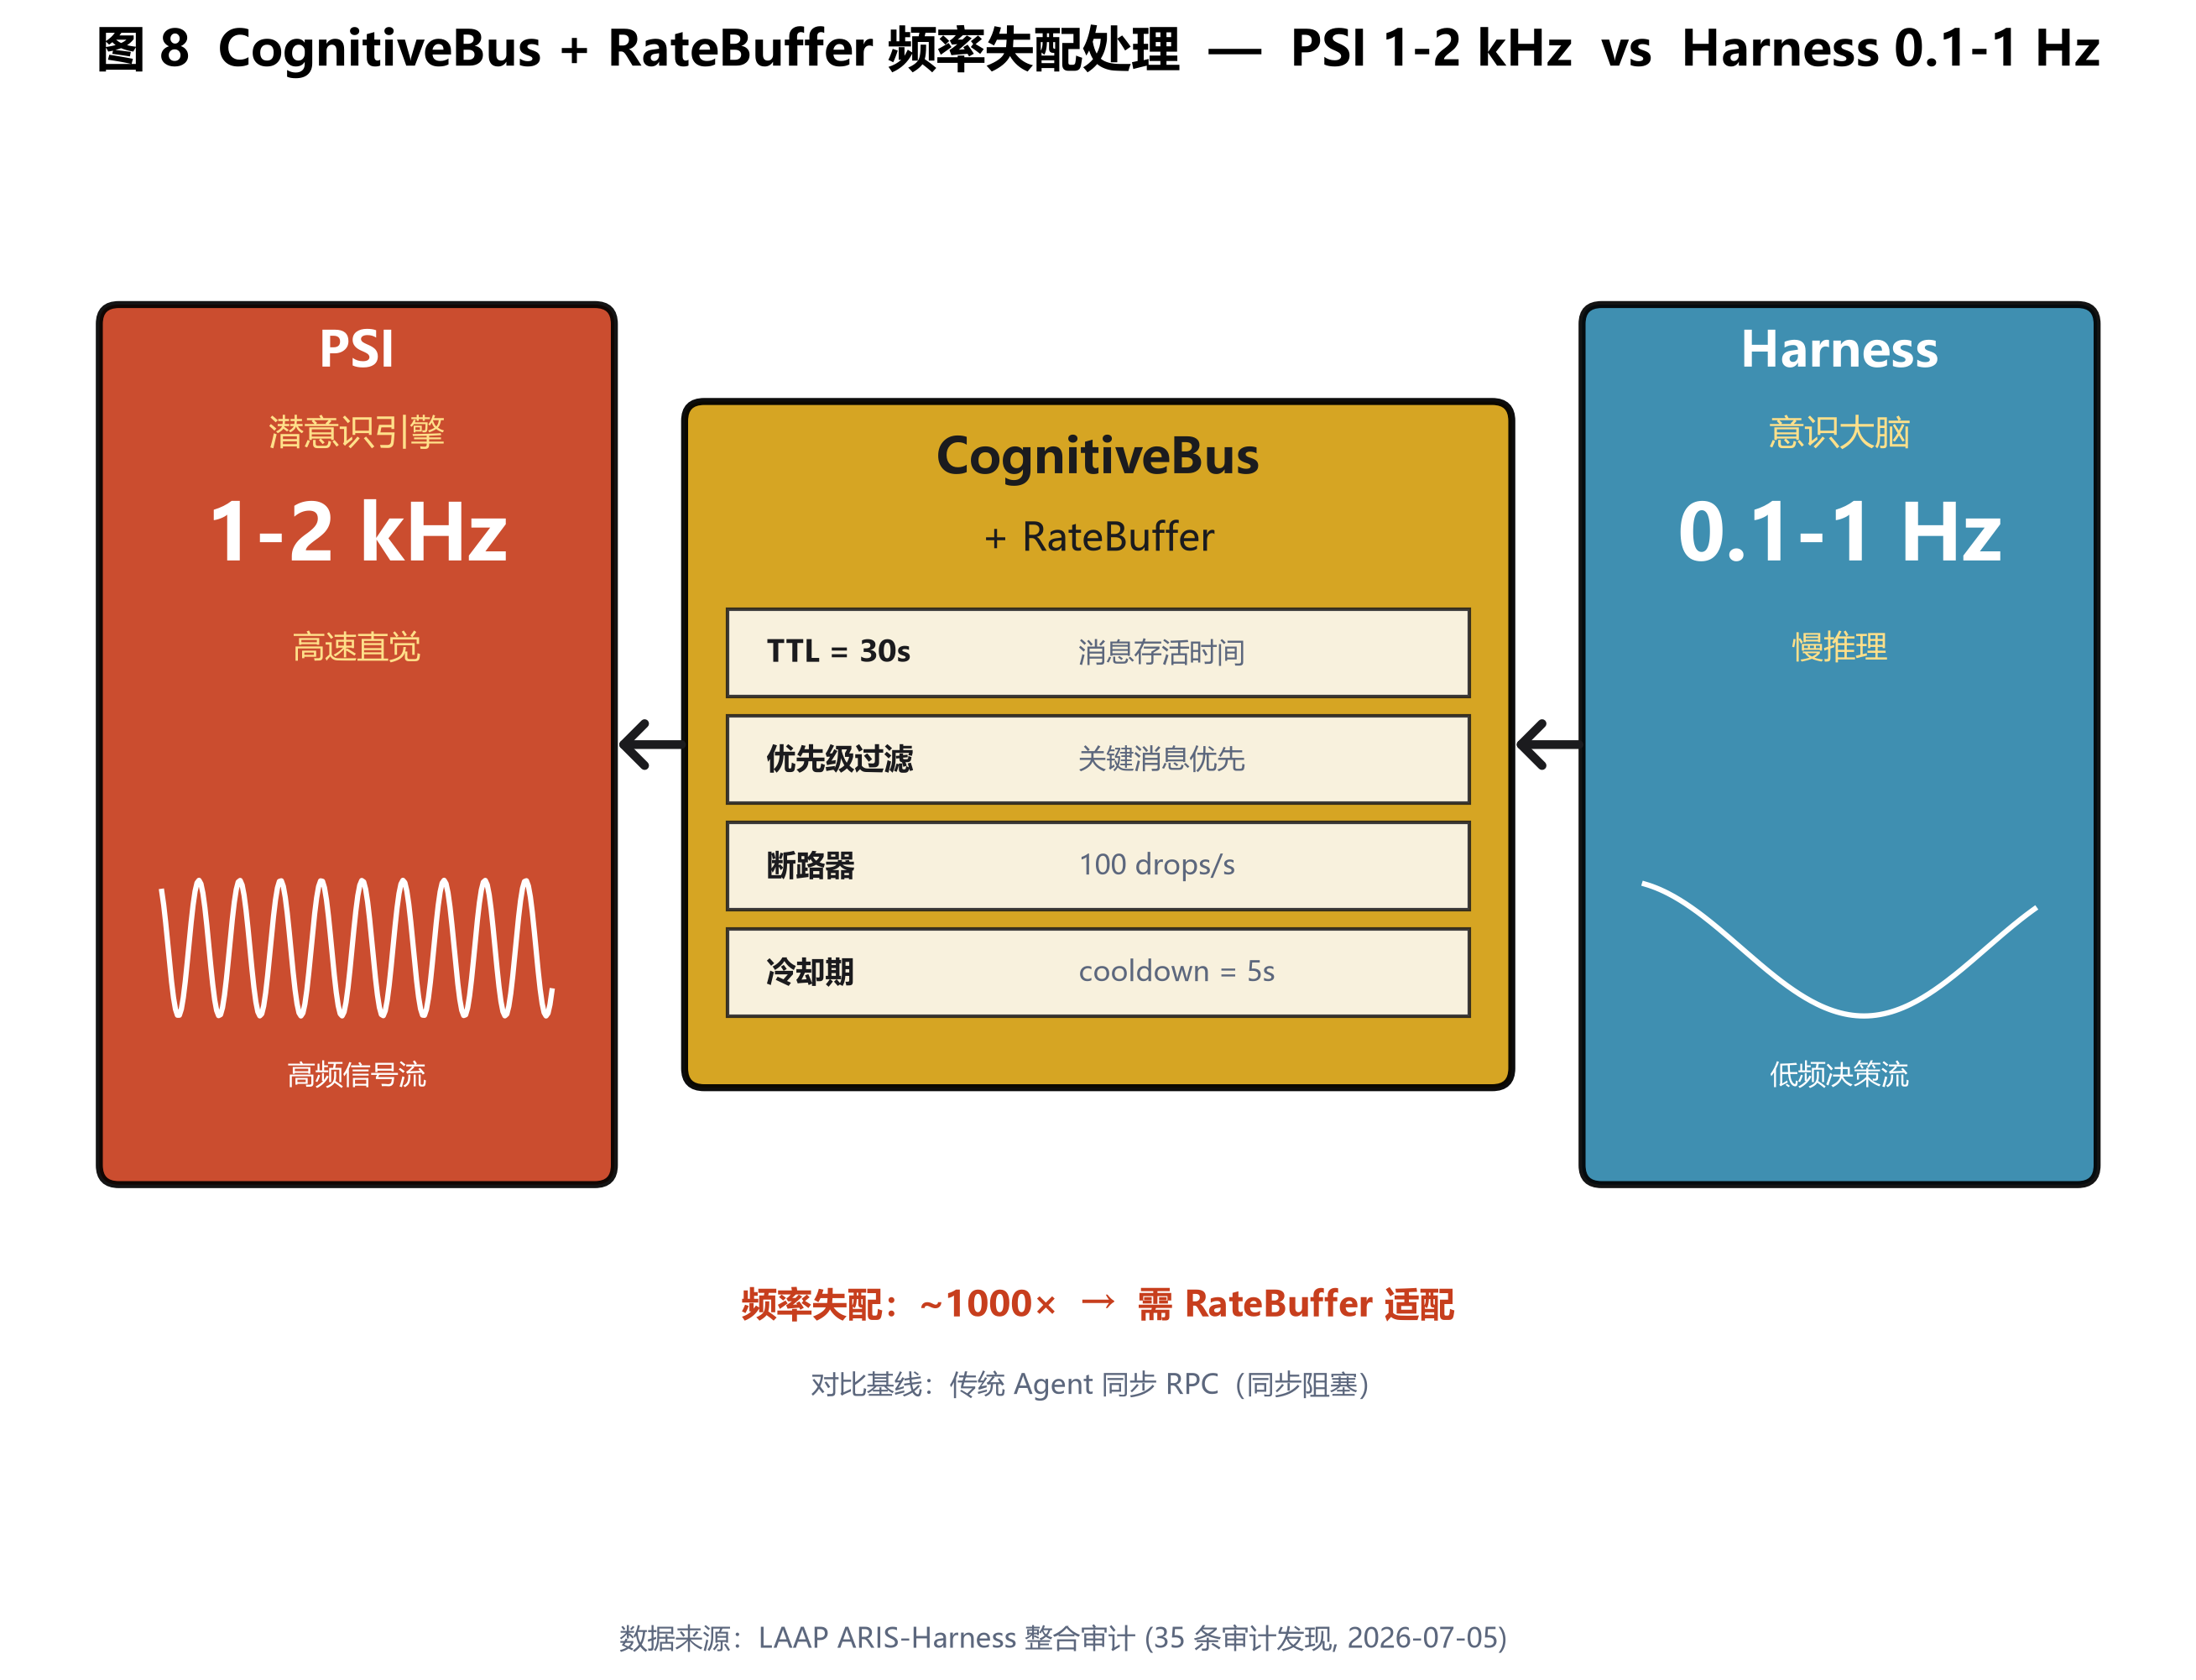 图 8 CognitiveBus + RateBuffer 频率失配处理 — PSI 1-2 kHz vs Harness 0.1-1 Hz
PSI
潜意识引擎
1-2 kHz
高速直觉
高频信号流
CognitiveBus
+ RateBuffer
TTL = 30s 消息存活时间
优先级过滤 关键消息优先
断路器 100 drops/s
冷却期 cooldown = 5s
Harness
意识大脑
0.1-1 Hz
慢推理
低频决策流
频率失配：~1000× → 需 RateBuffer 适配
对比基线：传统 Agent 同步 RPC（同步阻塞）
数据来源：LAAP ARIS-Harness 整合审计 (35 条审计发现, 2026-07-05)